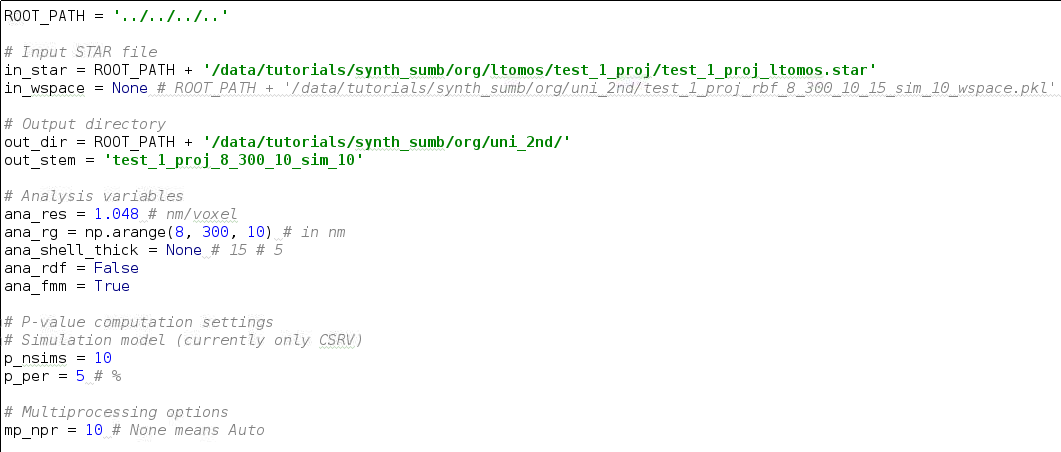 ROOT_PATH = '../../../..'
# Input STAR file
in_star = ROOT_PATH + '/data/tutorials/synth_sumb/org/ltomos/test_1_proj/test_1_proj_ltomos.star'
in_wspace = None # ROOT_PATH + '/data/tutorials/synth_sumb/org/uni_2nd/test_1_proj_rbf_8_300_10_15_sim_10_wspace.pkl'
# Output directory
out_dir = ROOT_PATH + '/data/tutorials/synth_sumb/org/uni_2nd/'
out_stem = 'test_1_proj_8_300_10_sim_10'
# Analysis variables
ana_res = 1.048 # nm/voxel
ana_rg = np.arange(8, 300, 10) # in nm
ana_shell_thick = None # 15 # 5
ana_rdf = False
ana_fmm = True
# P-value computation settings
# Simulation model (currently only CSRV)
p_nsims = 10
p_per = 5 # %
# Multiprocessing options
mp_npr = 10 # None means Auto